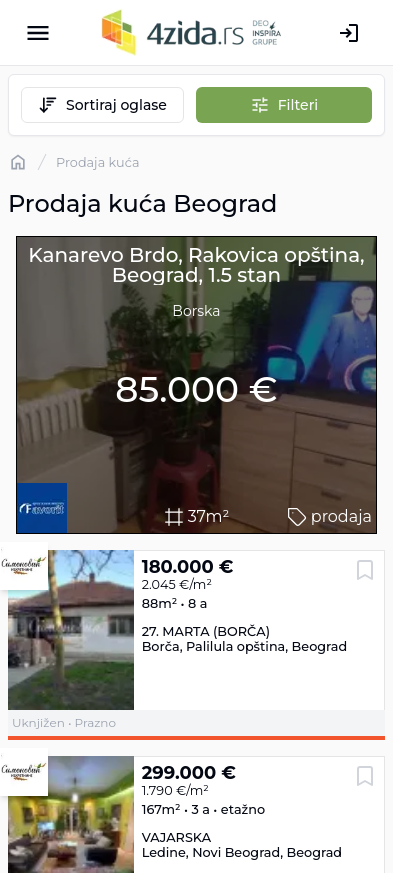 4zida.rs
DEO
INSPIRA
GRUPE
Sortiraj oglase
Filteri
/
Prodaja kuća
Prodaja kuća Beograd
Kanarevo Brdo, Rakovica opština,
Beograd, 1.5 stan
Borska
85.000 €
Favorit
37m²
prodaja
Симоновић
180.000 €
2.045 €/m²
88m² • 8 a
27. MARTA (BORČA)
Borča, Palilula opština, Beograd
Uknjižen • Prazno
Симоновић
299.000 €
1.790 €/m²
167m² • 3 a • etažno
VAJARSKA
Ledine, Novi Beograd, Beograd